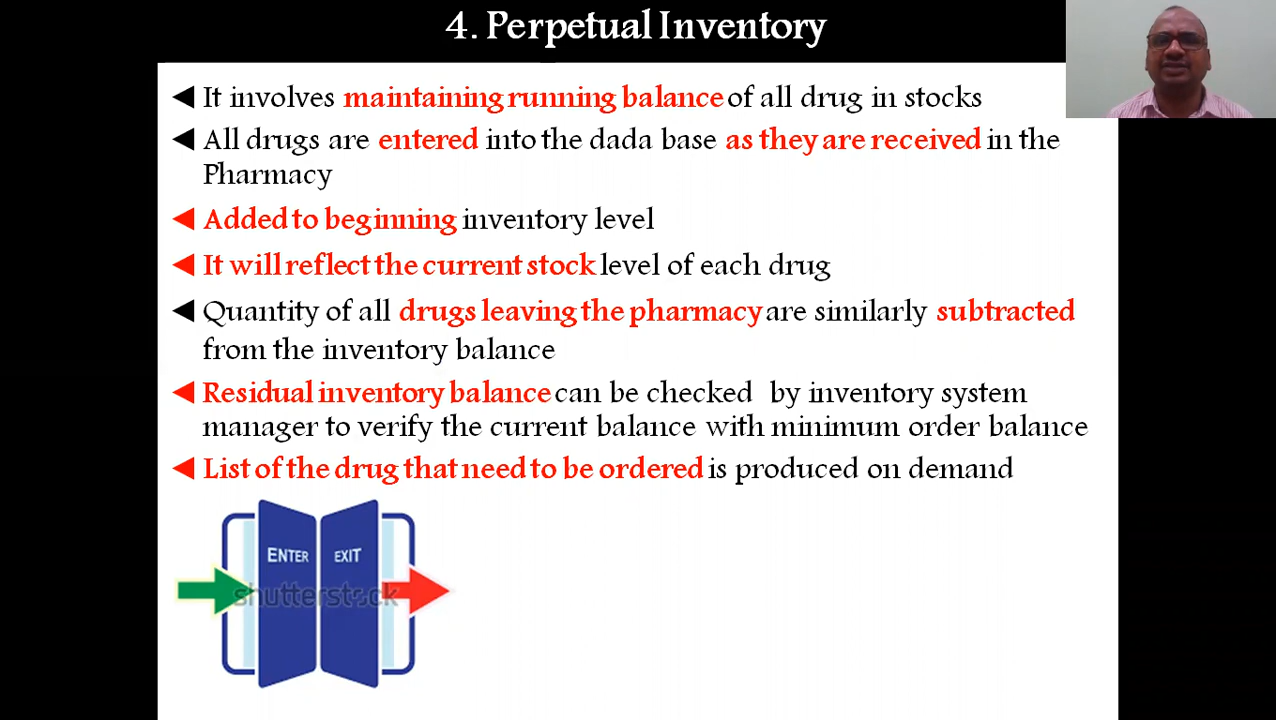 4. Perpetual Inventory
It involves maintaining running balance of all drug in stocks
All drugs are entered into the dada base as they are received in the
Pharmacy
Added to beginning inventory level
It will reflect the current stock level of each drug
Quantity of all drugs leaving the pharmacy are similarly subtracted
from the inventory balance
Residual inventory balance can be checked by inventory system
manager to verify the current balance with minimum order balance
List of the drug that need to be ordered is produced on demand
ENTER EXIT
shutterstock